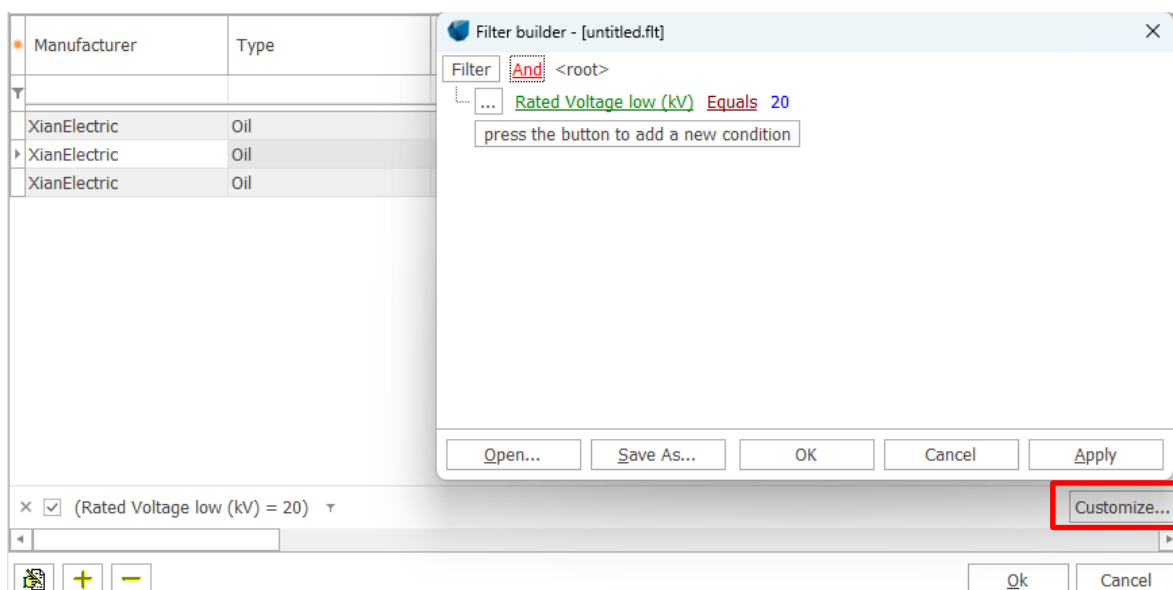 Manufacturer Type
XianElectric Oil
XianElectric Oil
XianElectric Oil
Filter builder - [untitled.flt]
Filter And <root>
... Rated Voltage low (kV) Equals 20
press the button to add a new condition
Open... Save As... OK Cancel Apply
(Rated Voltage low (kV) = 20)
Customize...
Ok Cancel